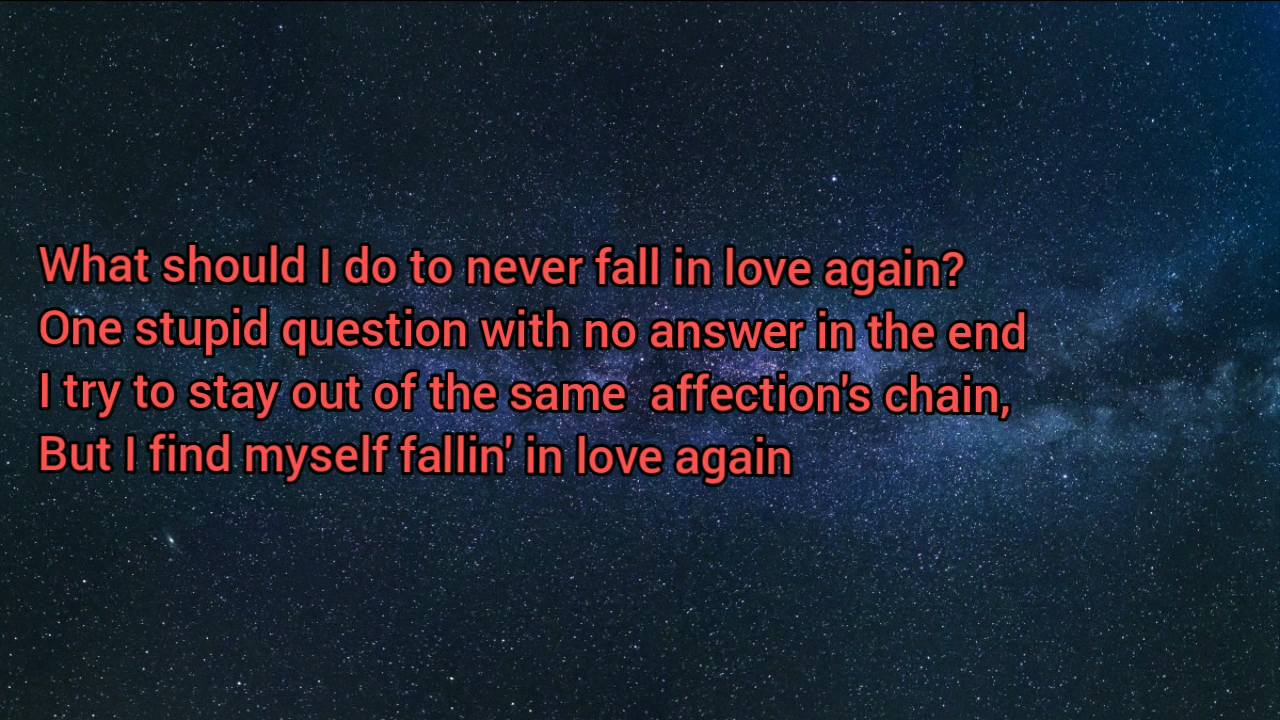 What should I do to never fall in love again?
One stupid question with no answer in the end
I try to stay out of the same  affection's chain,
But I find myself fallin' in love again